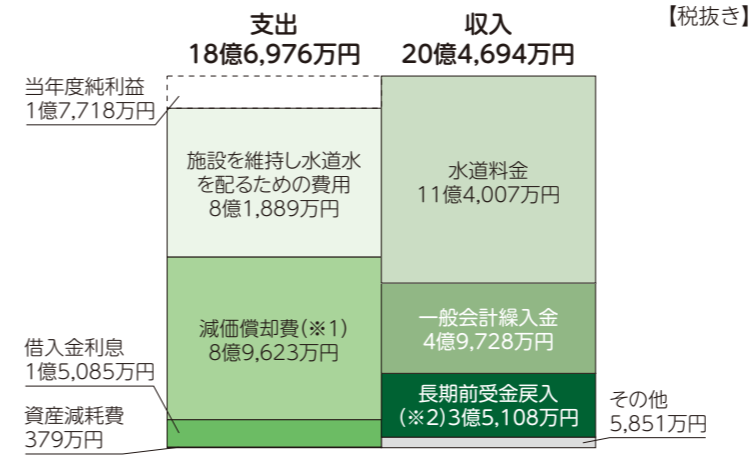 【税抜き】
支出
18億6,976万円
収入
20億4,694万円
当年度純利益
1億7,718万円
施設を維持し水道水
を配るための費用
8億1,889万円
減価償却費(※1)
8億9,623万円
借入金利息
1億5,085万円
資産減耗費
379万円
水道料金
11億4,007万円
一般会計繰入金
4億9,728万円
長期前受金戻入
(※2)3億5,108万円
その他
5,851万円